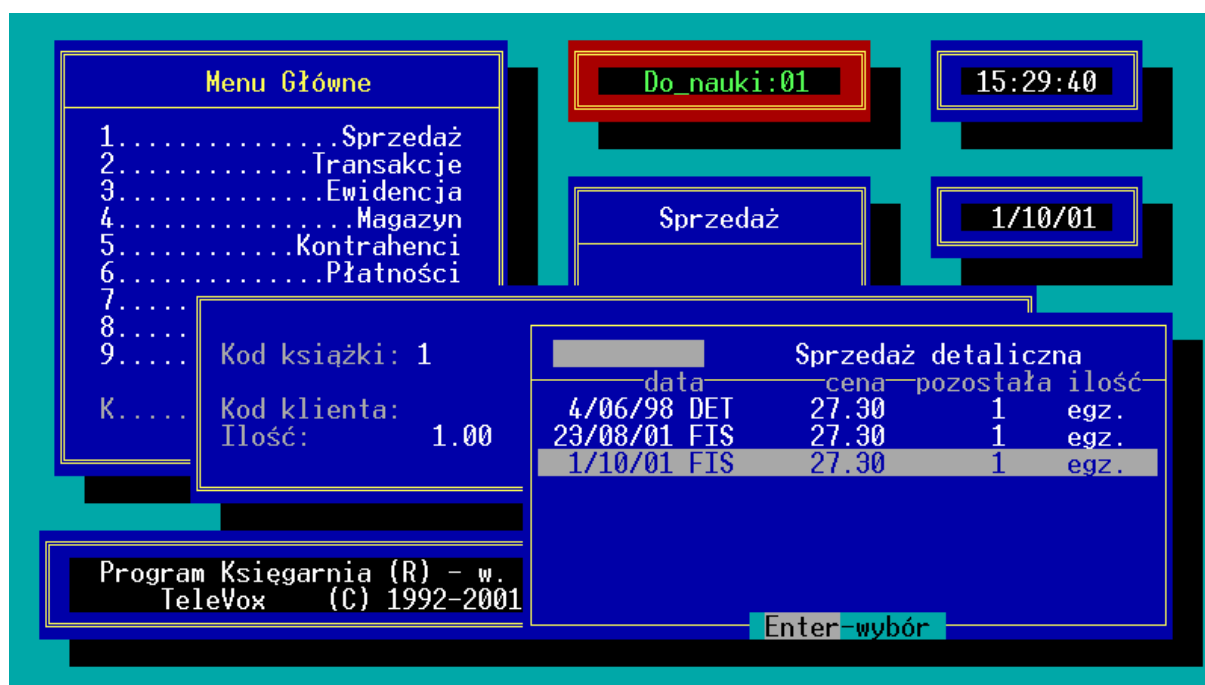 Menu Główne
1...............Sprzedaż
2.............Transakcje
3..............Ewidencja
4................Magazyn
5............Kontrahenci
6..............Płatności
7.....
8.....
9.....
K.....
Do_nauki:01
15:29:40
Sprzedaż
1/10/01
Kod książki: 1
Kod klienta:
Ilość: 1.00
Sprzedaż detaliczna
data cena pozostała ilość
4/06/98 DET 27.30 1 egz.
23/08/01 FIS 27.30 1 egz.
1/10/01 FIS 27.30 1 egz.
Enter-wybór
Program Księgarnia (R) - w.
TeleVox (C) 1992-2001